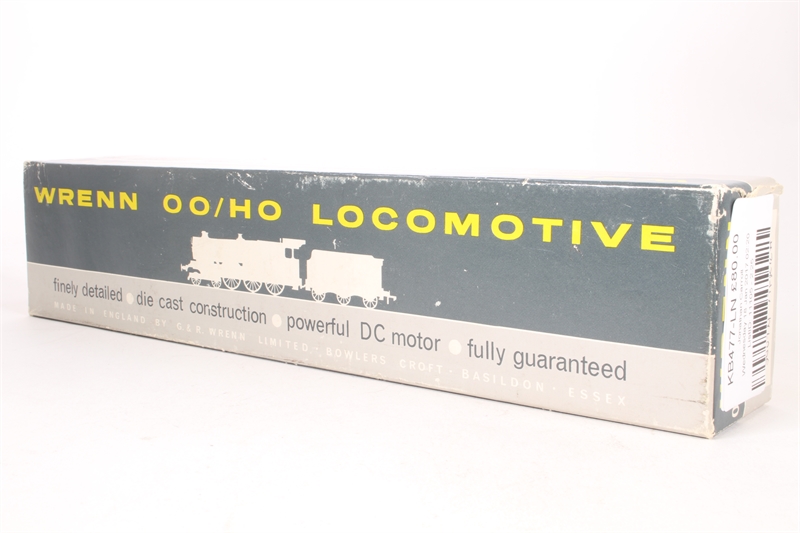 WRENN OO/HO LOCOMOTIVE
finely detailed • die cast construction • powerful DC motor • fully guaranteed
MADE IN ENGLAND BY G & R WRENN LIMITED • BOWLERS CROFT • BASILDON • ESSEX
KB477-LN £80.00